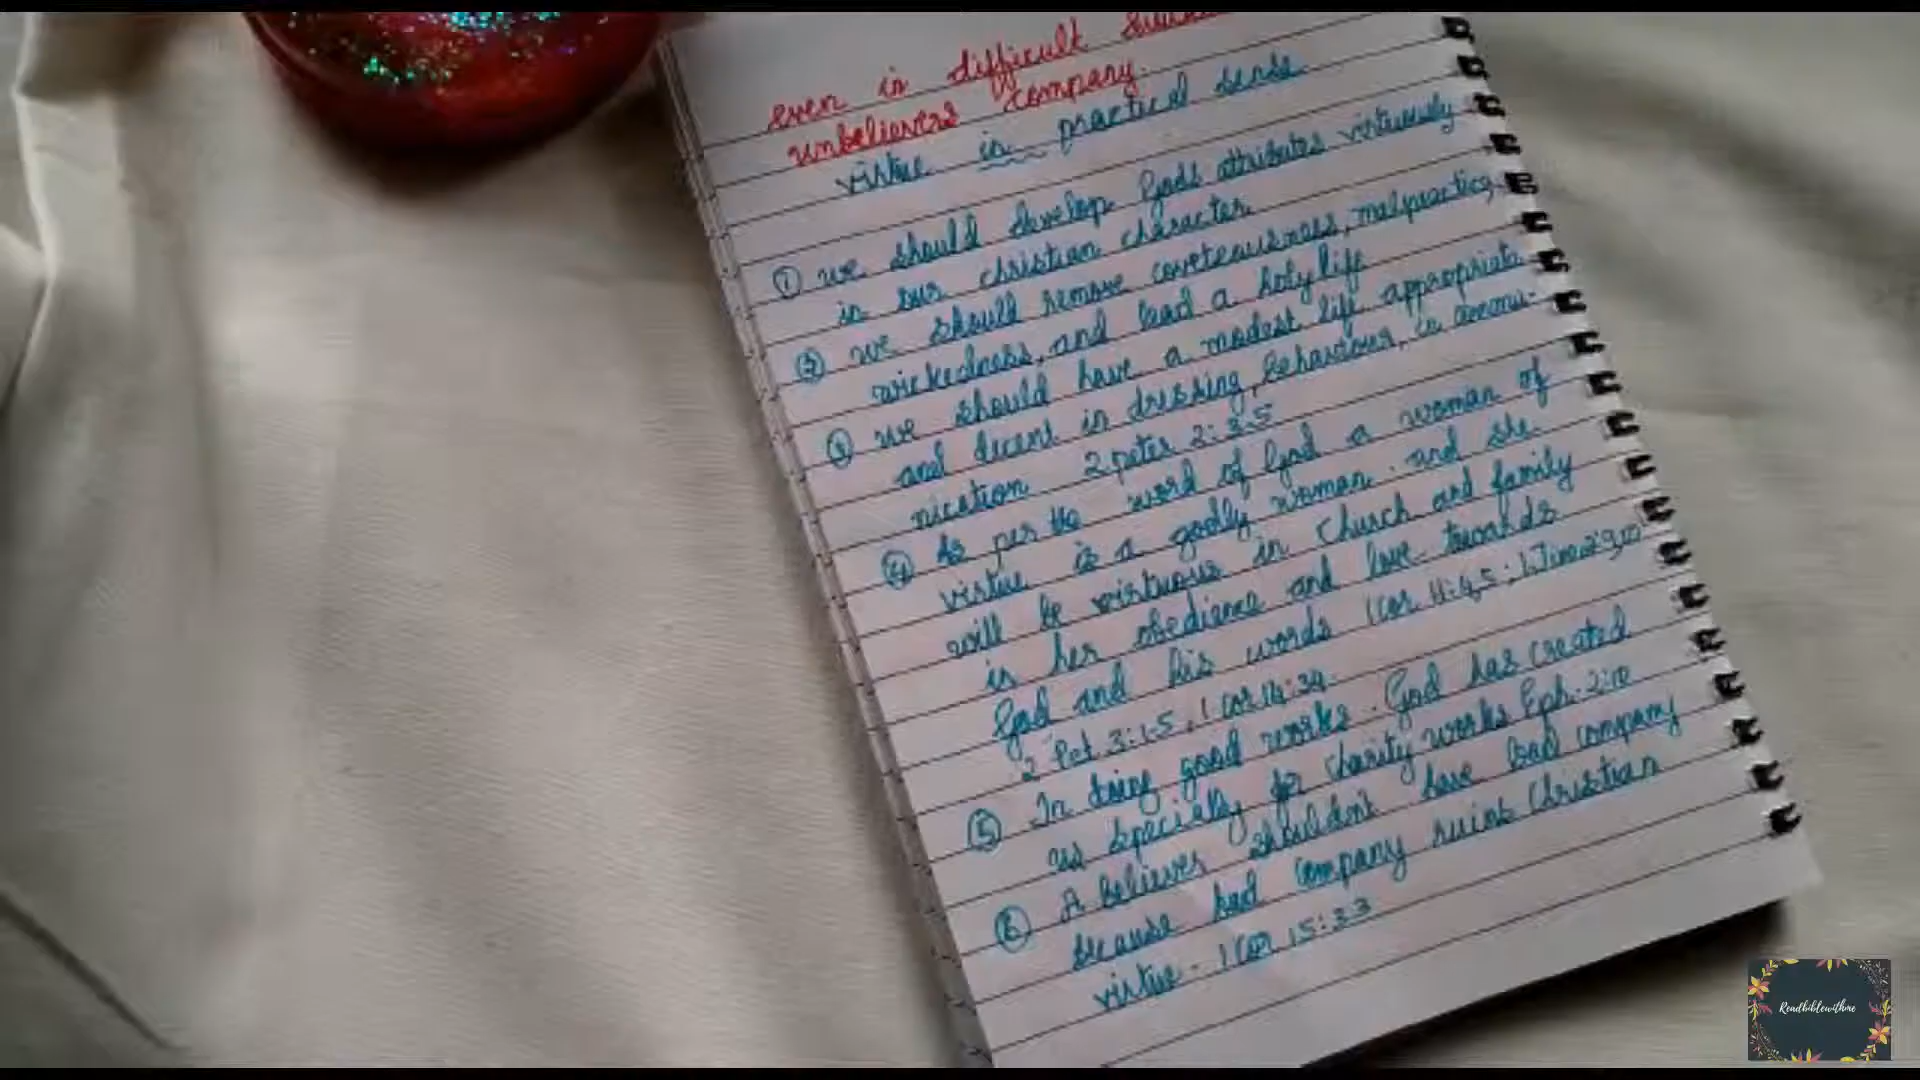 even in difficult
unbelievers company.
virtue in practical sense
① we should develop Gods attributes virtuously
in our christian character
② we should remove coveteousness, malpractice,
wickedness, and lead a holy life
③ we should have a modest life appropriate
and decent in dressing, behaviour, in commu-
nication 2 peter 2:3-5
④ As per the word of God a woman of
virtue is a godly woman. and she
will be virtuous in church and family
in her obedience and love towards
God and his words 1 cor 11:4,5; 1 Tim 2:9,10
2 Pet 3:1-5, 1 cor 14:34.
⑤ In doing good works. God has created
us specially for charity works Eph. 2:10
⑥ A believer shouldn't have bad company
because bad company ruins Christian
virtue - 1 cor 15:33
Readbiblewithme